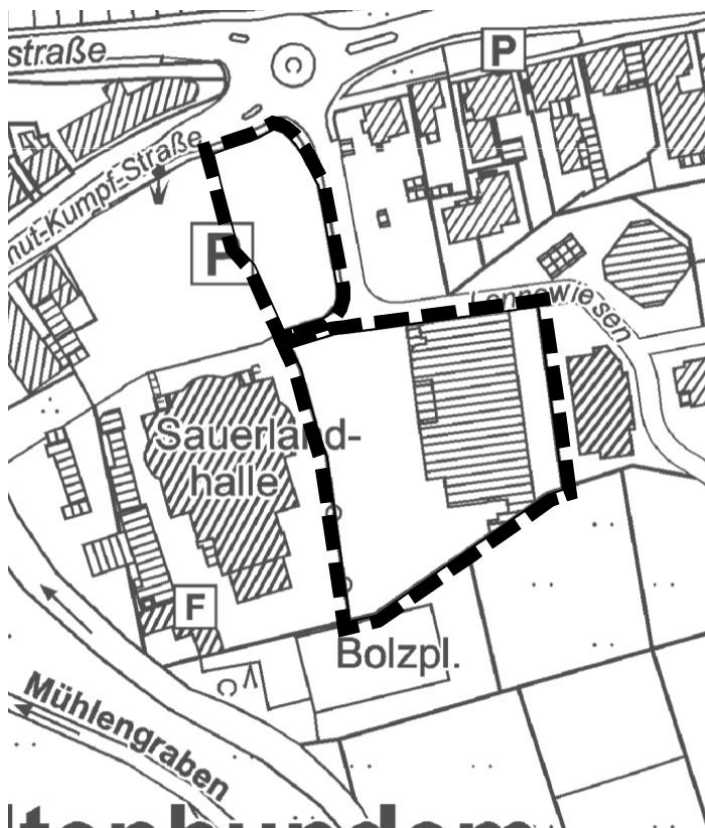 straße
P
mut-Kumpf-Straße
P
Lennewiesen
Sauerland-
halle
F
Bolzpl.
Mühlengraben